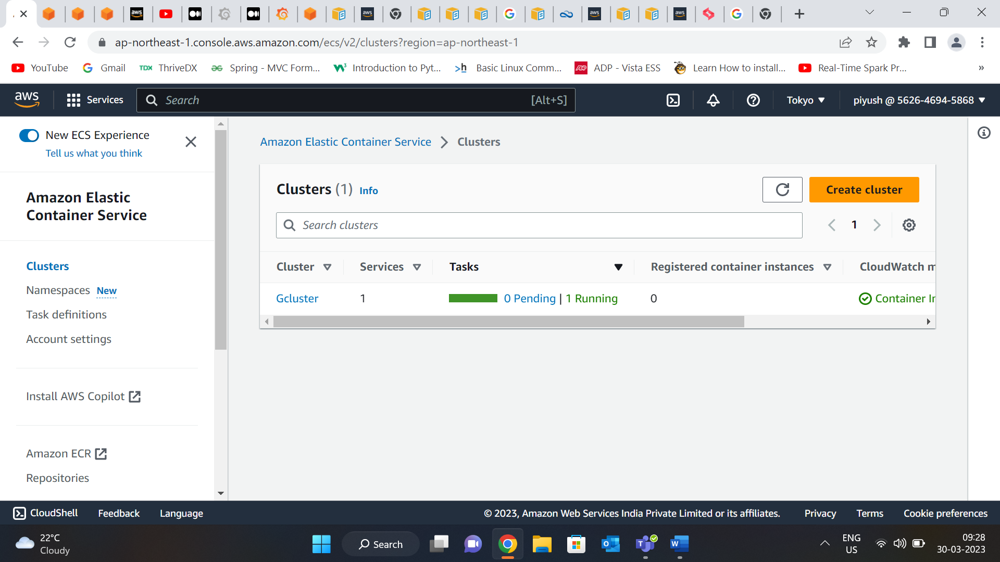 ap-northeast-1.console.aws.amazon.com/ecs/v2/clusters?region=ap-northeast-1
YouTube Gmail TDX ThriveDX Spring - MVC Form... Introduction to Pyt... Basic Linux Comm... ADP ADP - Vista ESS Learn How to install... Real-Time Spark Pr... »
aws Services Search [Alt+S] Tokyo piyush @ 5626-4694-5868
New ECS Experience
Tell us what you think
Amazon Elastic
Container Service
Clusters
Namespaces New
Task definitions
Account settings
Install AWS Copilot
Amazon ECR
Repositories
Amazon Elastic Container Service > Clusters
Clusters (1) Info
Create cluster
Search clusters
1
Cluster Services Tasks Registered container instances CloudWatch m
Gcluster 1 0 Pending | 1 Running 0 Container In
CloudShell Feedback Language © 2023, Amazon Web Services India Private Limited or its affiliates. Privacy Terms Cookie preferences
22°C
Cloudy
Search
ENG
US
09:28
30-03-2023